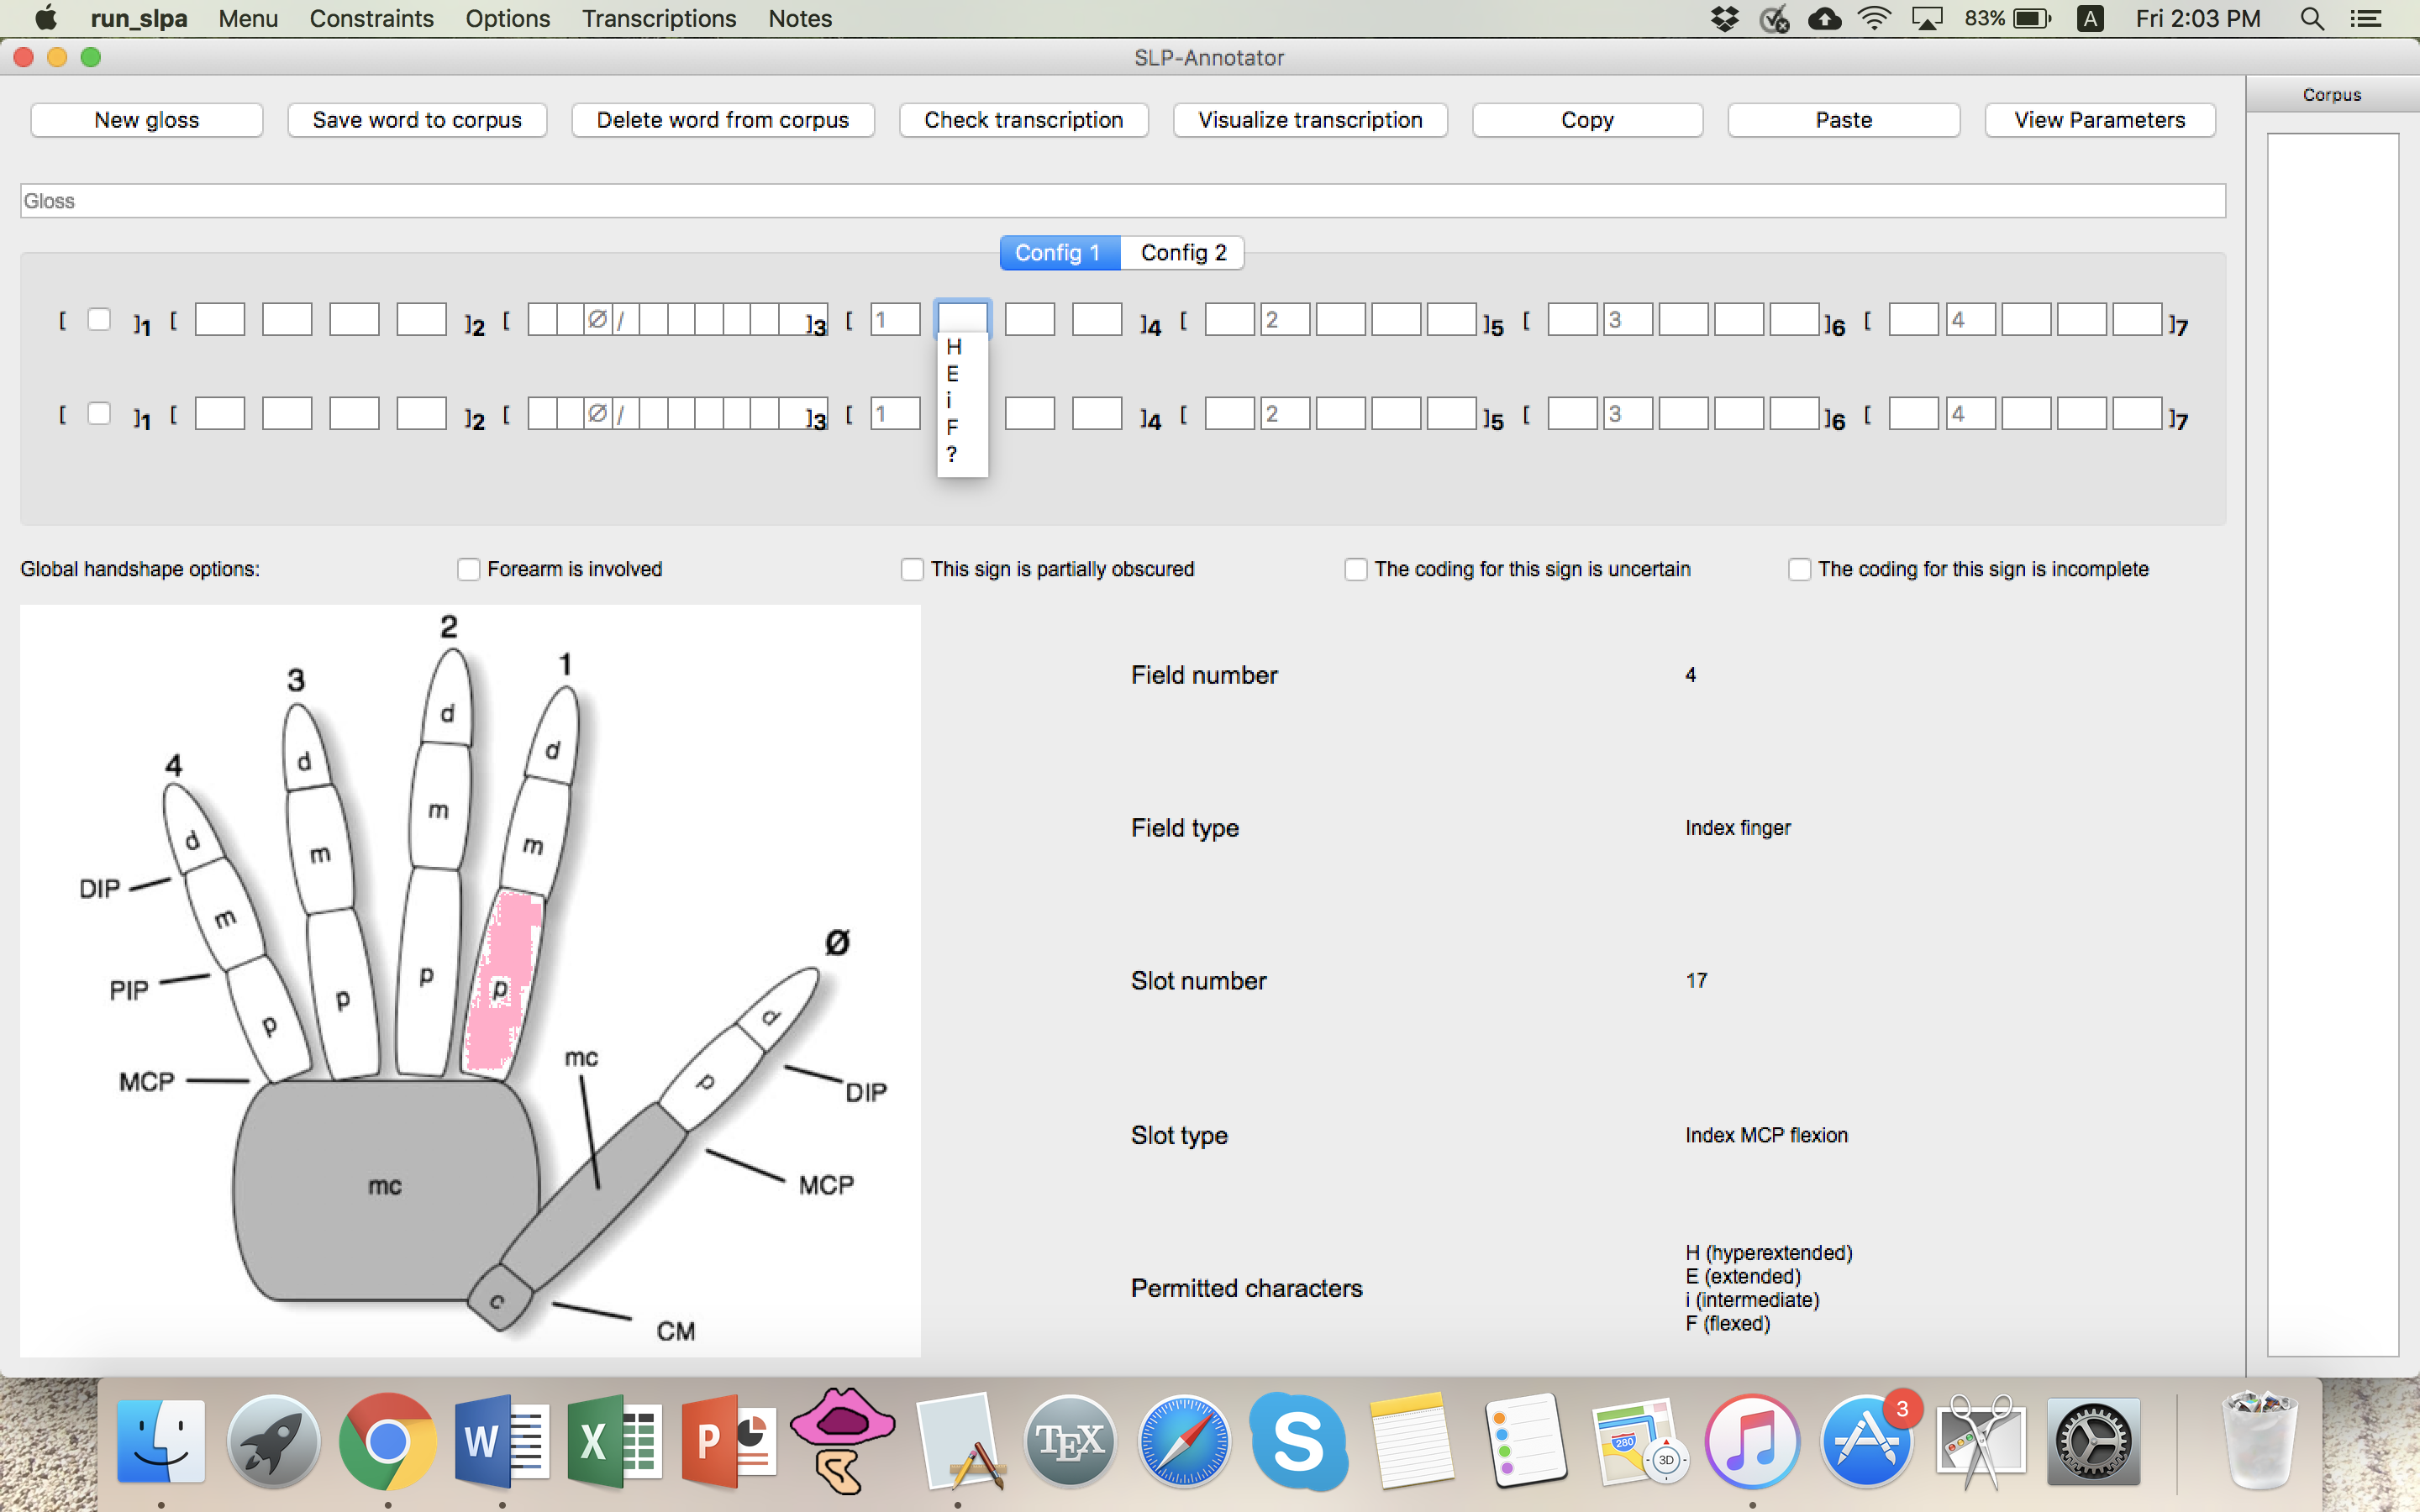 run_slpa Menu Constraints Options Transcriptions Notes 83% A Fri 2:03 PM
SLP-Annotator
Corpus
New gloss Save word to corpus Delete word from corpus Check transcription Visualize transcription Copy Paste View Parameters
Gloss
Config 1 Config 2
[ ]1 [ ]2 [ Ø / ]3 [ 1 ]4 [ 2 ]5 [ 3 ]6 [ 4 ]7
H
E
i
F
?
[ ]1 [ ]2 [ Ø / ]3 [ 1 ]4 [ 2 ]5 [ 3 ]6 [ 4 ]7
Global handshape options: Forearm is involved This sign is partially obscured The coding for this sign is uncertain The coding for this sign is incomplete
2
1
3
4
d
d
d
d
m
m
m
m
DIP
PIP
p
p
p
p
MCP
Ø
d
p
mc
DIP
MCP
mc
c
CM
Field number 4
Field type Index finger
Slot number 17
Slot type Index MCP flexion
Permitted characters
H (hyperextended)
E (extended)
i (intermediate)
F (flexed)
W X P TEX S 280 3D 3